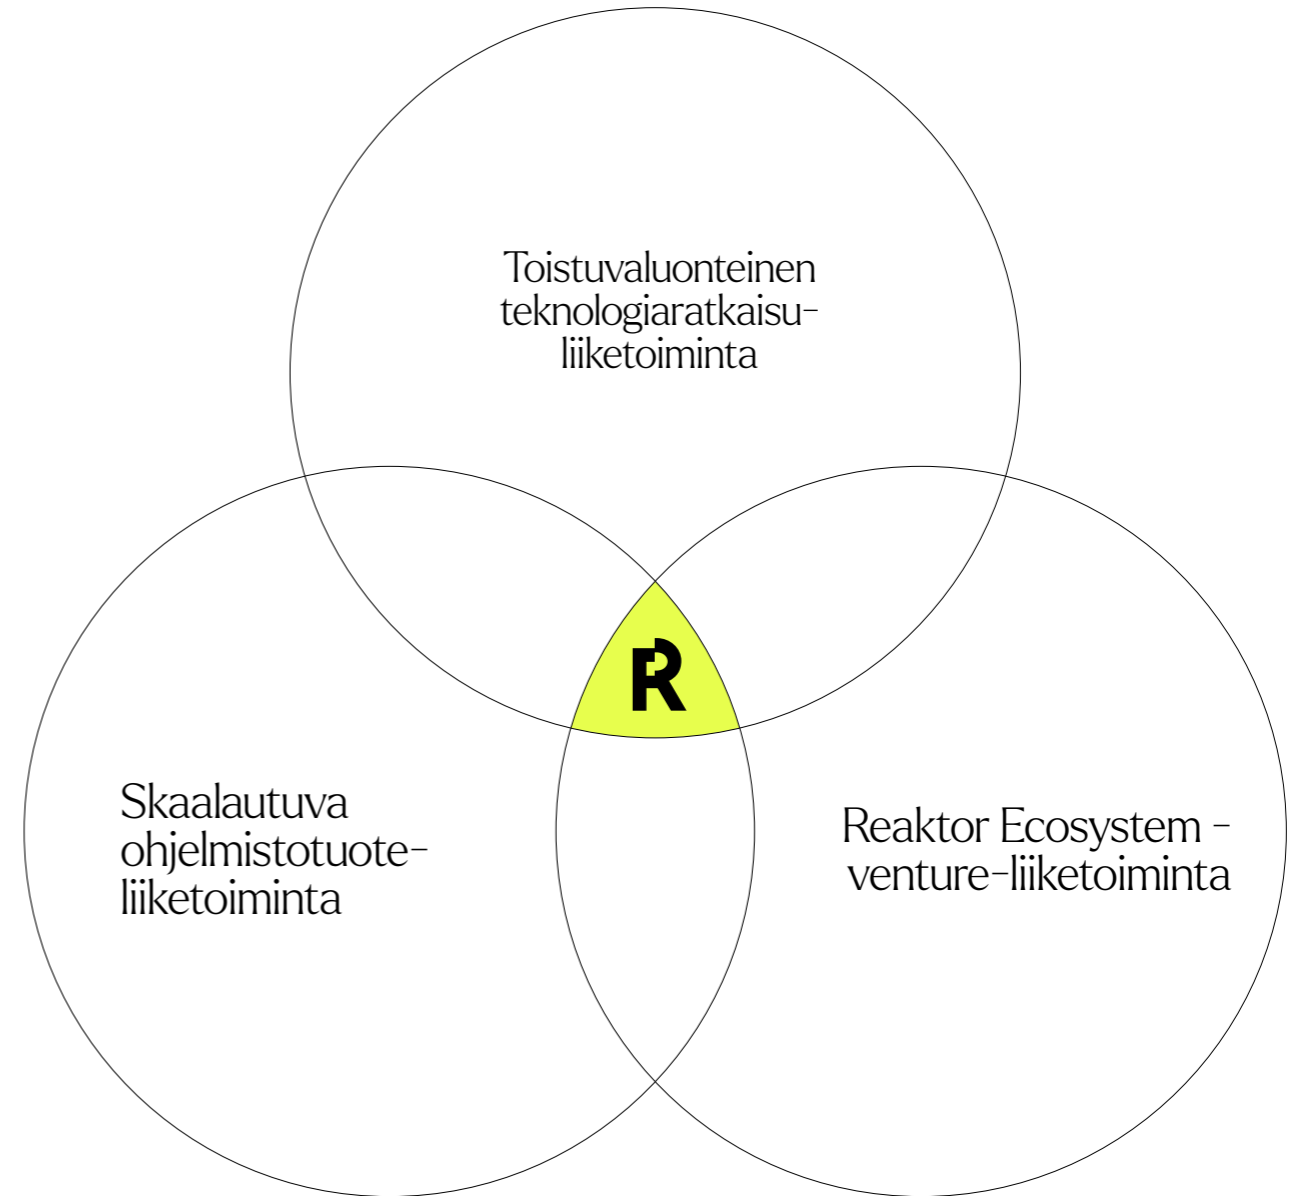 Toistuvaluonteinen
teknologiaratkaisu-
liiketoiminta
R
Skaalautuva
ohjelmistotuote-
liiketoiminta
Reaktor Ecosystem -
venture-liiketoiminta